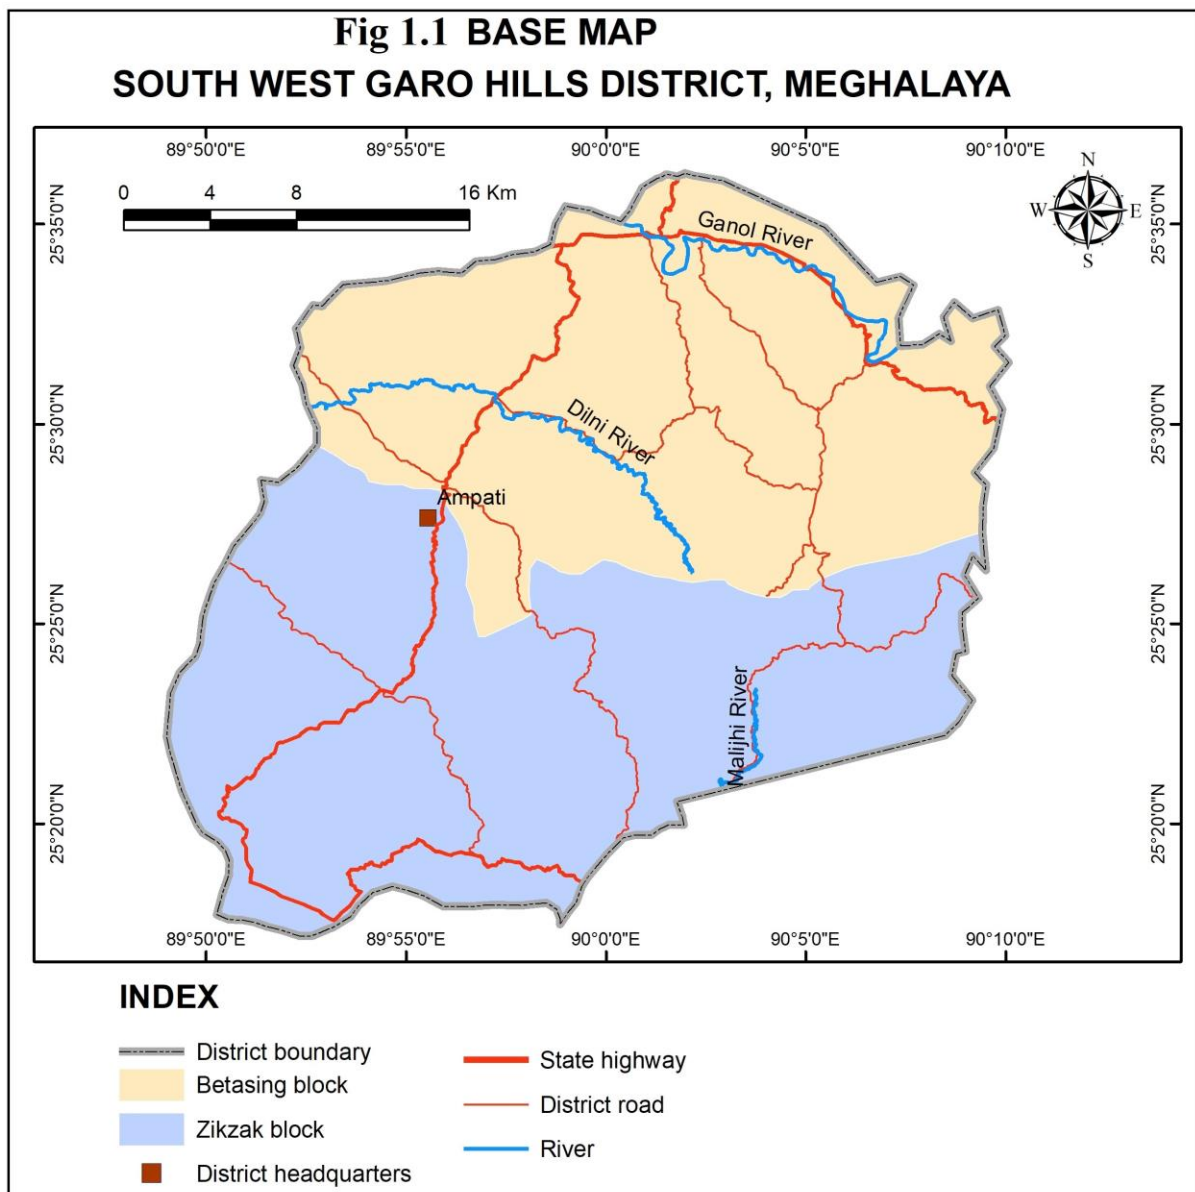 Fig 1.1 BASE MAP
SOUTH WEST GARO HILLS DISTRICT, MEGHALAYA
89°50'0"E 89°55'0"E 90°0'0"E 90°5'0"E 90°10'0"E
0 4 8 16 Km
N
W E
S
25°35'0"N 25°35'0"N
Ganol River
25°30'0"N 25°30'0"N
Dilni River
Ampati
25°25'0"N 25°25'0"N
Malijhi River
25°20'0"N 25°20'0"N
89°50'0"E 89°55'0"E 90°0'0"E 90°5'0"E 90°10'0"E
INDEX
District boundary
Betasing block
Zikzak block
District headquarters
State highway
District road
River